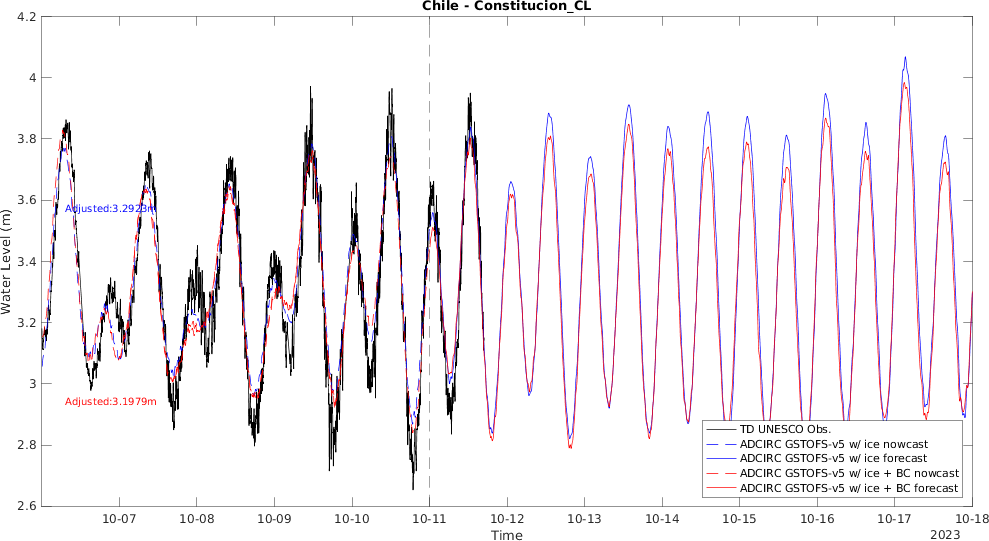 Chile - Constitucion_CL
4.2
4
3.8
3.6
3.4
3.2
3
2.8
2.6
Water Level (m)
Adjusted:3.2923m
Adjusted:3.1979m
TD UNESCO Obs.
ADCIRC GSTOFS-v5 w/ ice nowcast
ADCIRC GSTOFS-v5 w/ ice forecast
ADCIRC GSTOFS-v5 w/ ice + BC nowcast
ADCIRC GSTOFS-v5 w/ ice + BC forecast
10-07 10-08 10-09 10-10 10-11 10-12 10-13 10-14 10-15 10-16 10-17 10-18
Time
2023